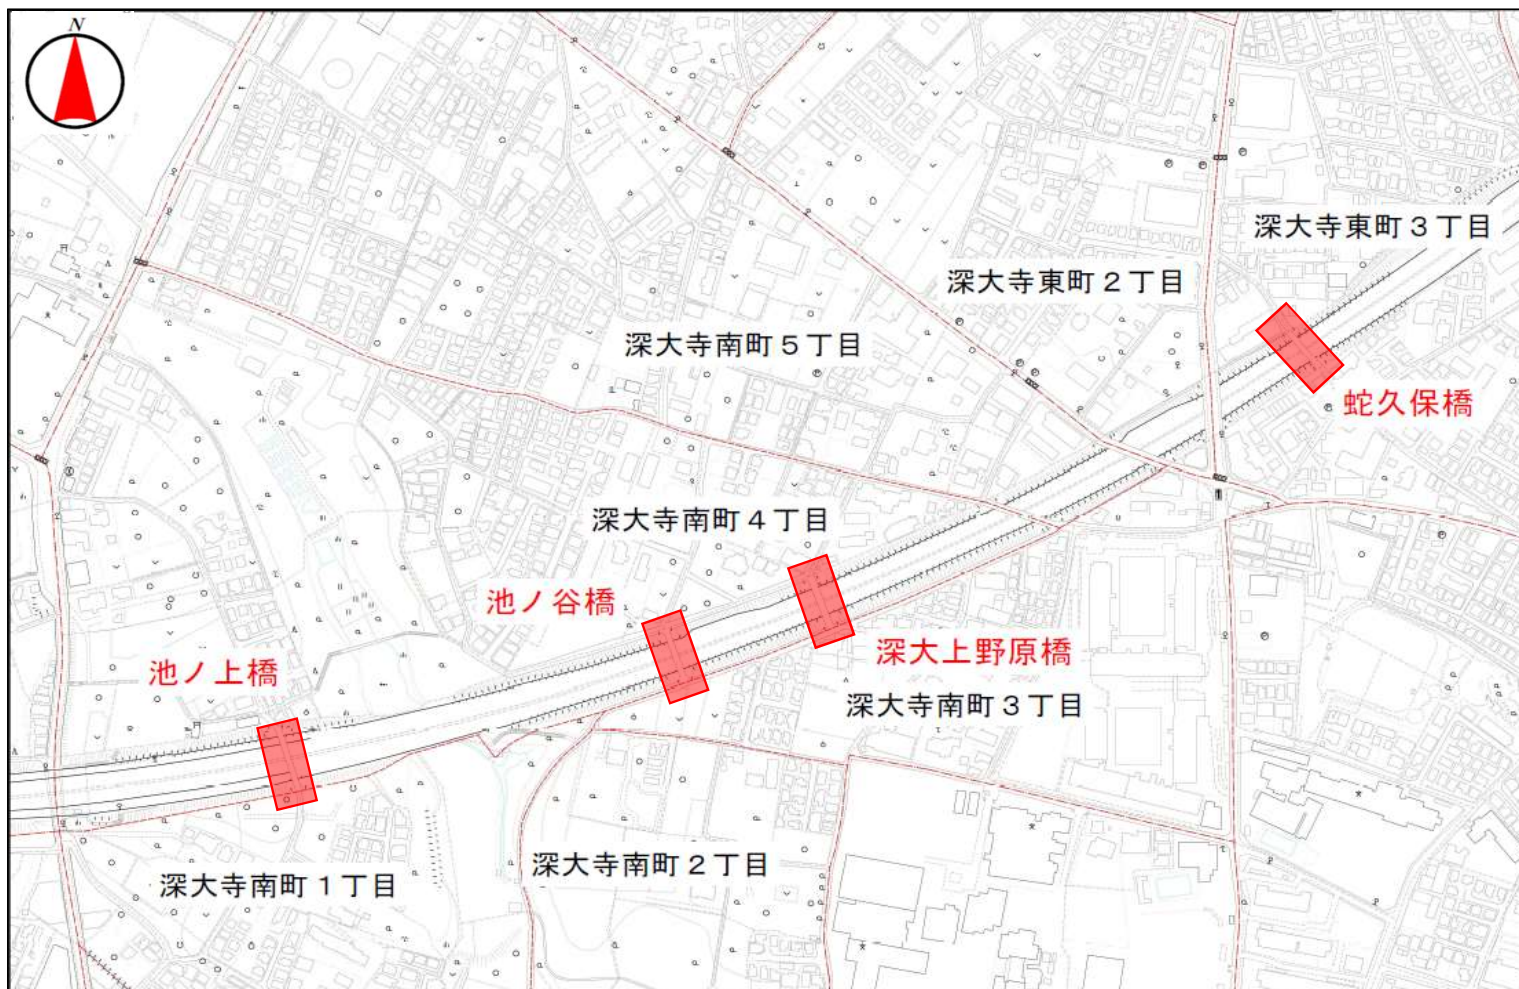 N
深大寺東町３丁目
深大寺東町２丁目
深大寺南町５丁目
蛇久保橋
深大寺南町４丁目
池ノ谷橋
深大上野原橋
池ノ上橋
深大寺南町３丁目
深大寺南町２丁目
深大寺南町１丁目